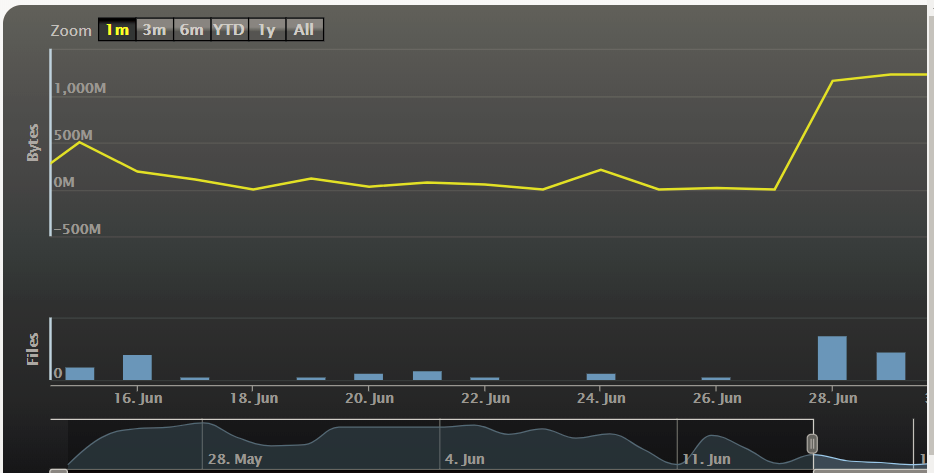 Zoom 1m 3m 6m YTD 1y All
1,000M
500M
0M
−500M
Bytes
Files
0
16. Jun 18. Jun 20. Jun 22. Jun 24. Jun 26. Jun 28. Jun
28. May 4. Jun 11. Jun